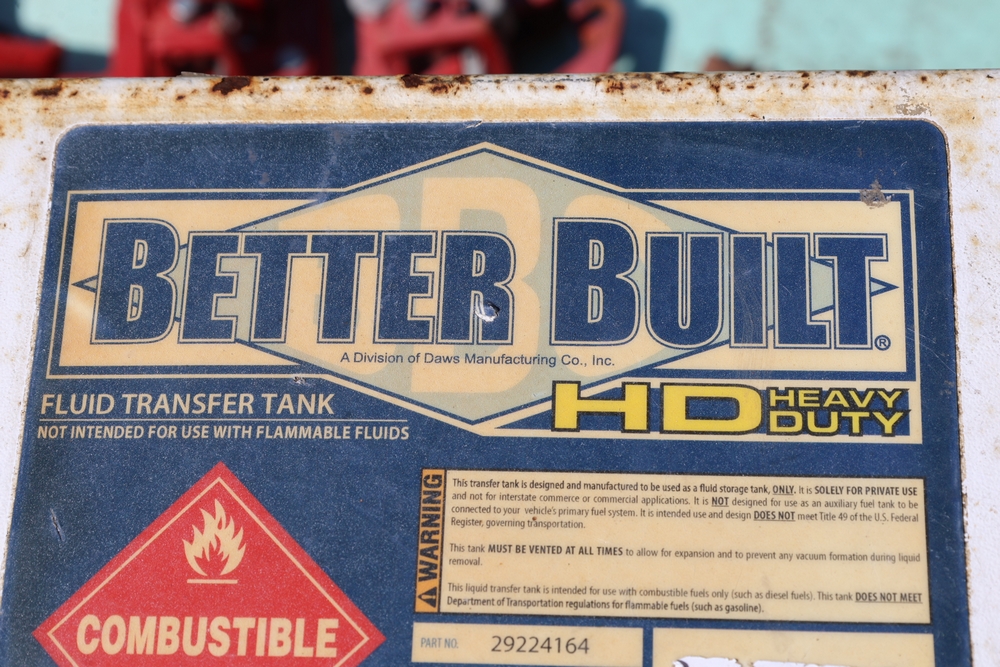 BETTER BUILT®
A Division of Daws Manufacturing Co., Inc.
HD HEAVY
DUTY
FLUID TRANSFER TANK
NOT INTENDED FOR USE WITH FLAMMABLE FLUIDS
COMBUSTIBLE
WARNING
This transfer tank is designed and manufactured to be used as a fluid storage tank, ONLY. It is SOLELY FOR PRIVATE USE
and not for interstate commerce or commercial applications. It is NOT designed for use as an auxiliary fuel tank to be
connected to your vehicle's primary fuel system. It is intended use and design DOES NOT meet Title 49 of the U.S. Federal
Register, governing transportation.
This tank MUST BE VENTED AT ALL TIMES to allow for expansion and to prevent any vacuum formation during liquid
removal.
This liquid transfer tank is intended for use with combustible fuels only (such as diesel fuels). This tank DOES NOT MEET
Department of Transportation regulations for flammable fuels (such as gasoline).
PART NO. 29224164